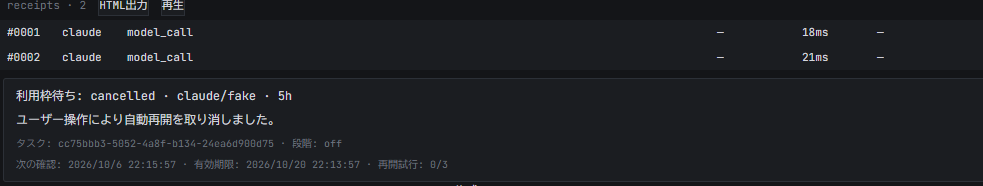 receipts · 2 HTML出力 再生
#0001 claude model_call — 18ms —
#0002 claude model_call — 21ms —
利用枠待ち: cancelled · claude/fake · 5h
ユーザー操作により自動再開を取り消しました。
タスク: cc75bbb3-5052-4a8f-b134-24ea6d900d75 · 段階: off
次の確認: 2026/10/6 22:15:57 · 有効期限: 2026/10/20 22:13:57 · 再開試行: 0/3